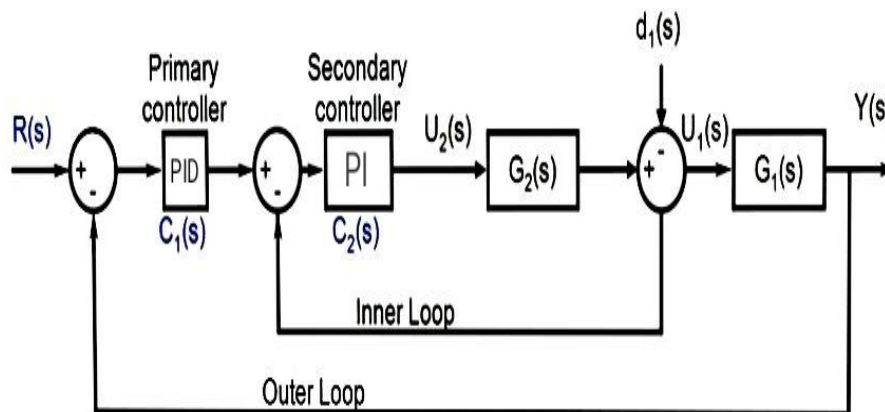 d₁(s)
Primary
controller
Secondary
controller
R(s)
U₂(s)
U₁(s)
Y(s
+
-
PID
+
-
PI
G₂(s)
+
-
G₁(s)
C₁(s)
C₂(s)
Inner Loop
Outer Loop